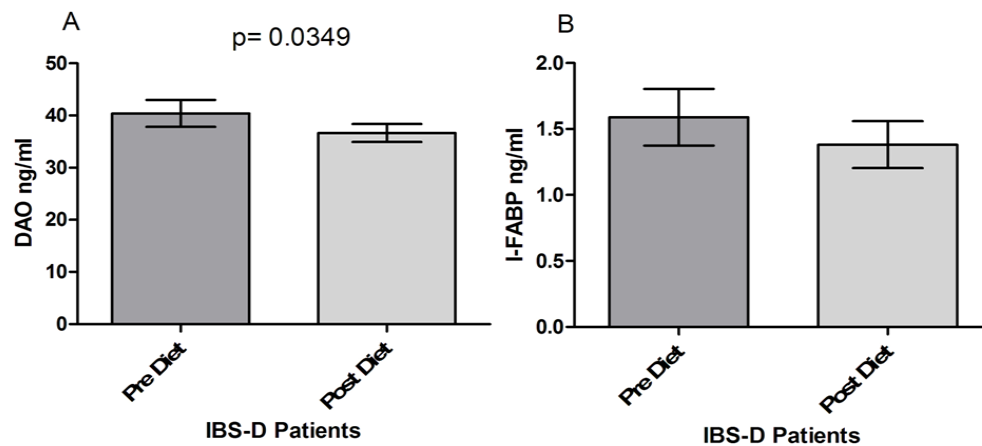 A
p= 0.0349
50
40
30
20
10
0
DAO ng/ml
Pre Diet
Post Diet
IBS-D Patients
B
2.0
1.5
1.0
0.5
0.0
I-FABP ng/ml
Pre Diet
Post Diet
IBS-D Patients